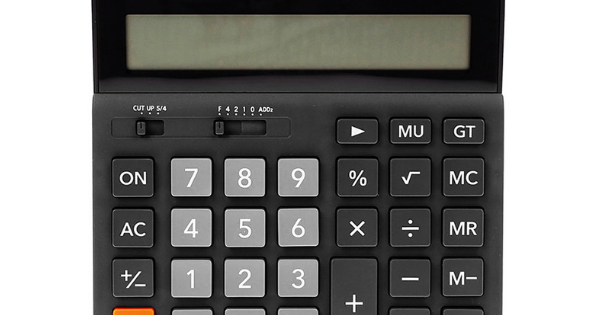 CUT UP 5/4
F 4 2 1 0 ADD₂
▶ MU GT
ON 7 8 9 % √ MC
AC 4 5 6 × ÷ MR
+/− 1 2 3 + − M−